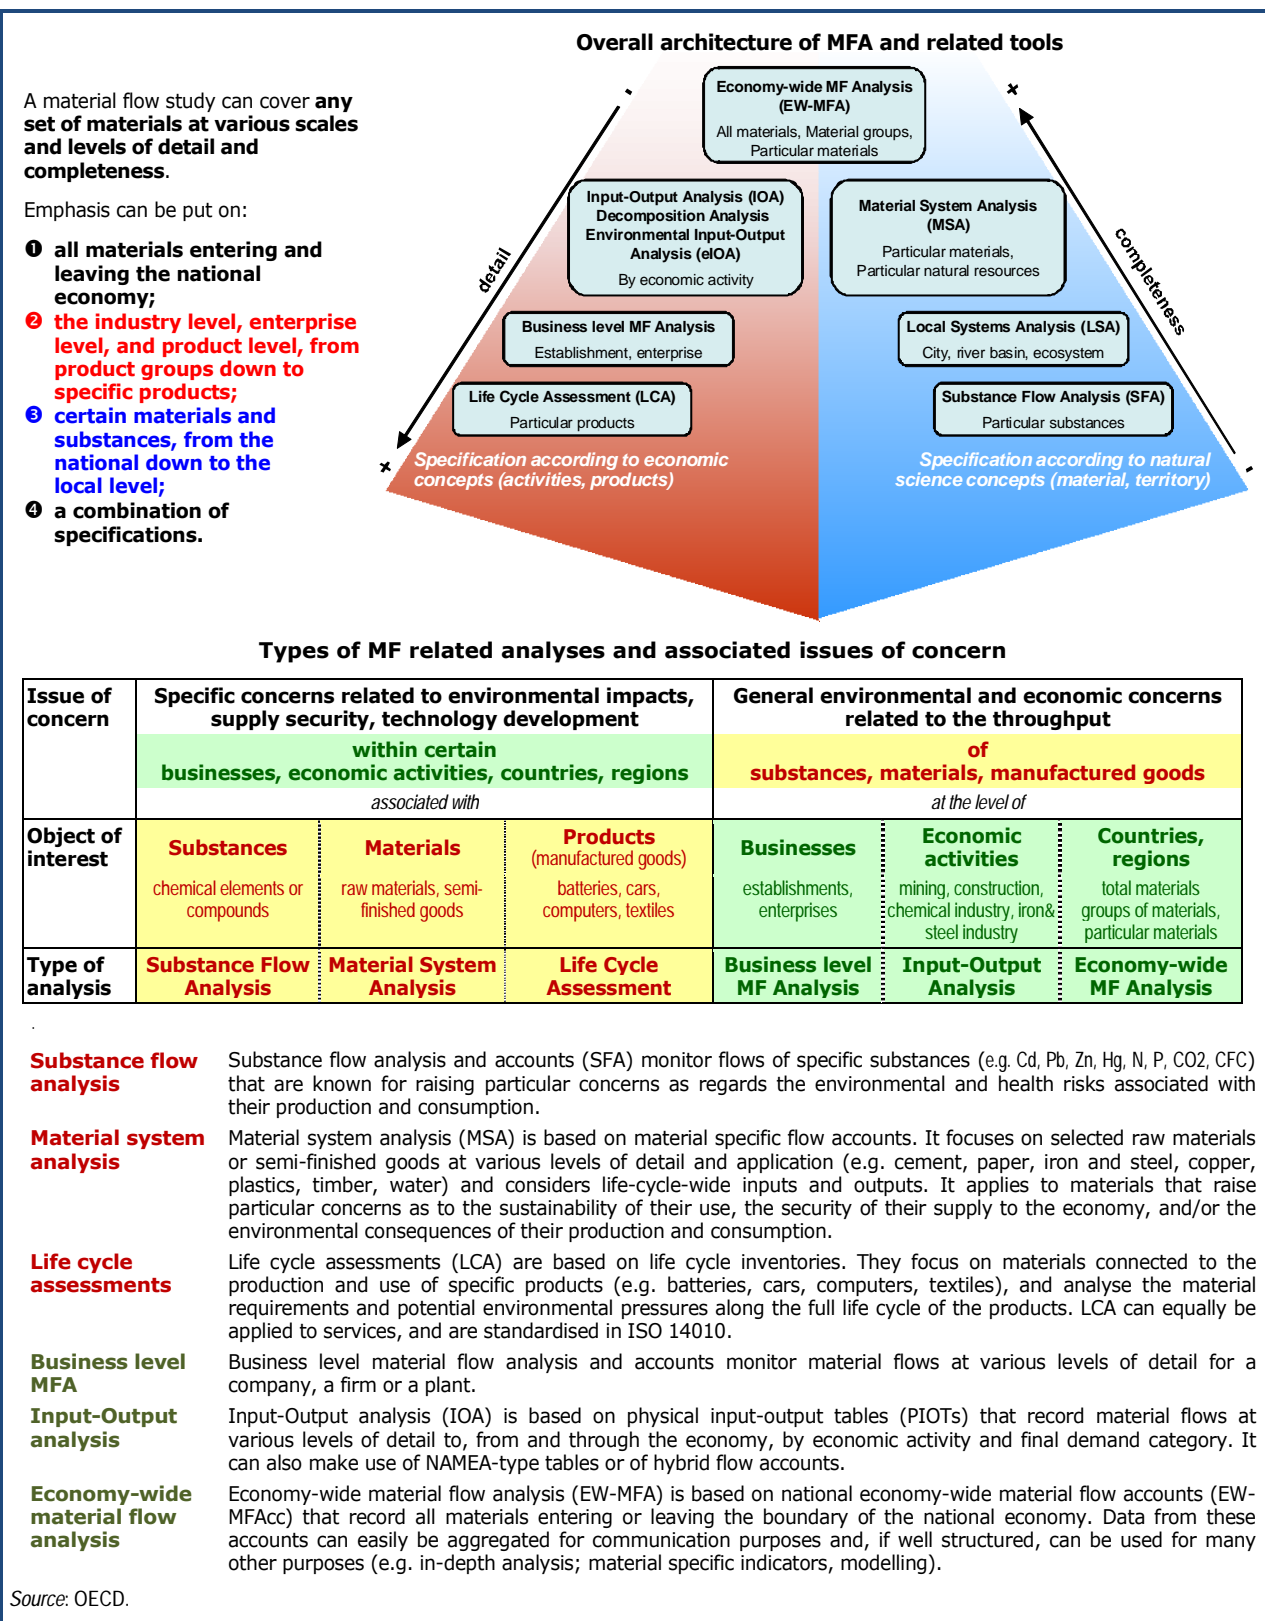 Overall architecture of MFA and related tools
A material flow study can cover any
set of materials at various scales
and levels of detail and
completeness.
Emphasis can be put on:
❶ all materials entering and
leaving the national
economy;
❷ the industry level, enterprise
level, and product level, from
product groups down to
specific products;
❸ certain materials and
substances, from the
national down to the
local level;
❹ a combination of
specifications.
-
detail
+
+
completeness
-
Economy-wide MF Analysis
(EW-MFA)
All materials, Material groups,
Particular materials
Input-Output Analysis (IOA)
Decomposition Analysis
Environmental Input-Output
Analysis (eIOA)
By economic activity
Material System Analysis
(MSA)
Particular materials,
Particular natural resources
Business level MF Analysis
Establishment, enterprise
Local Systems Analysis (LSA)
City, river basin, ecosystem
Life Cycle Assessment (LCA)
Particular products
Substance Flow Analysis (SFA)
Particular substances
Specification according to economic
concepts (activities, products)
Specification according to natural
science concepts (material, territory)
Types of MF related analyses and associated issues of concern
Issue of
concern
Specific concerns related to environmental impacts,
supply security, technology development
within certain
businesses, economic activities, countries, regions
associated with
General environmental and economic concerns
related to the throughput
of
substances, materials, manufactured goods
at the level of
Object of
interest
Substances
chemical elements or
compounds
Materials
raw materials, semi-
finished goods
Products
(manufactured goods)
batteries, cars,
computers, textiles
Businesses
establishments,
enterprises
Economic
activities
mining, construction,
chemical industry, iron&
steel industry
Countries,
regions
total materials
groups of materials,
particular materials
Type of
analysis
Substance Flow
Analysis
Material System
Analysis
Life Cycle
Assessment
Business level
MF Analysis
Input-Output
Analysis
Economy-wide
MF Analysis
.
Substance flow
analysis
Substance flow analysis and accounts (SFA) monitor flows of specific substances (e.g. Cd, Pb, Zn, Hg, N, P, CO2, CFC)
that are known for raising particular concerns as regards the environmental and health risks associated with
their production and consumption.
Material system
analysis
Material system analysis (MSA) is based on material specific flow accounts. It focuses on selected raw materials
or semi-finished goods at various levels of detail and application (e.g. cement, paper, iron and steel, copper,
plastics, timber, water) and considers life-cycle-wide inputs and outputs. It applies to materials that raise
particular concerns as to the sustainability of their use, the security of their supply to the economy, and/or the
environmental consequences of their production and consumption.
Life cycle
assessments
Life cycle assessments (LCA) are based on life cycle inventories. They focus on materials connected to the
production and use of specific products (e.g. batteries, cars, computers, textiles), and analyse the material
requirements and potential environmental pressures along the full life cycle of the products. LCA can equally be
applied to services, and are standardised in ISO 14010.
Business level
MFA
Business level material flow analysis and accounts monitor material flows at various levels of detail for a
company, a firm or a plant.
Input-Output
analysis
Input-Output analysis (IOA) is based on physical input-output tables (PIOTs) that record material flows at
various levels of detail to, from and through the economy, by economic activity and final demand category. It
can also make use of NAMEA-type tables or of hybrid flow accounts.
Economy-wide
material flow
analysis
Economy-wide material flow analysis (EW-MFA) is based on national economy-wide material flow accounts (EW-
MFAcc) that record all materials entering or leaving the boundary of the national economy. Data from these
accounts can easily be aggregated for communication purposes and, if well structured, can be used for many
other purposes (e.g. in-depth analysis; material specific indicators, modelling).
Source: OECD.